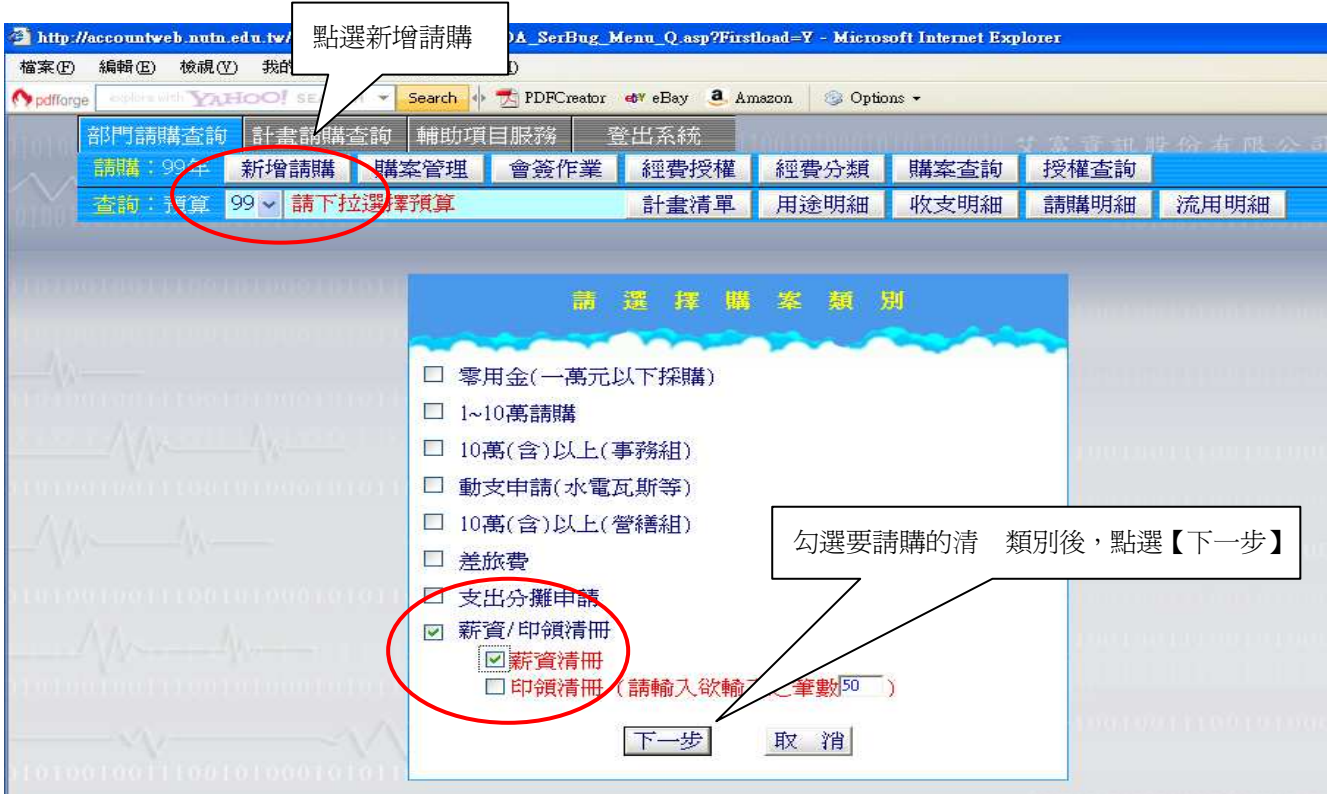 點選新增請購
http://accountweb.nutn.edu.tw/ OA_SerBug_Menu_Q.asp?Firstload=Y - Microsoft Internet Explorer
檔案(F) 編輯(E) 檢視(V) 我的
pdfforge YAHOO! Search PDFCreator eBay Amazon Options
部門請購查詢 計畫請購查詢 輔助項目服務 登出系統
艾富資訊股份有限公司
請購：99年 新增請購 購案管理 會簽作業 經費授權 經費分類 購案查詢 授權查詢
查詢：預算 99 請下拉選擇預算 計畫清單 用途明細 收支明細 請購明細 流用明細
請選擇購案類別
零用金(一萬元以下採購)
1~10萬請購
10萬(含)以上(事務組)
動支申請(水電瓦斯等)
10萬(含)以上(營繕組)
勾選要請購的清 類別後，點選【下一步】
差旅費
支出分攤申請
薪資/印領清冊
薪資清冊
印領清冊 (請輸入欲輸 之筆數50 )
下一步 取 消